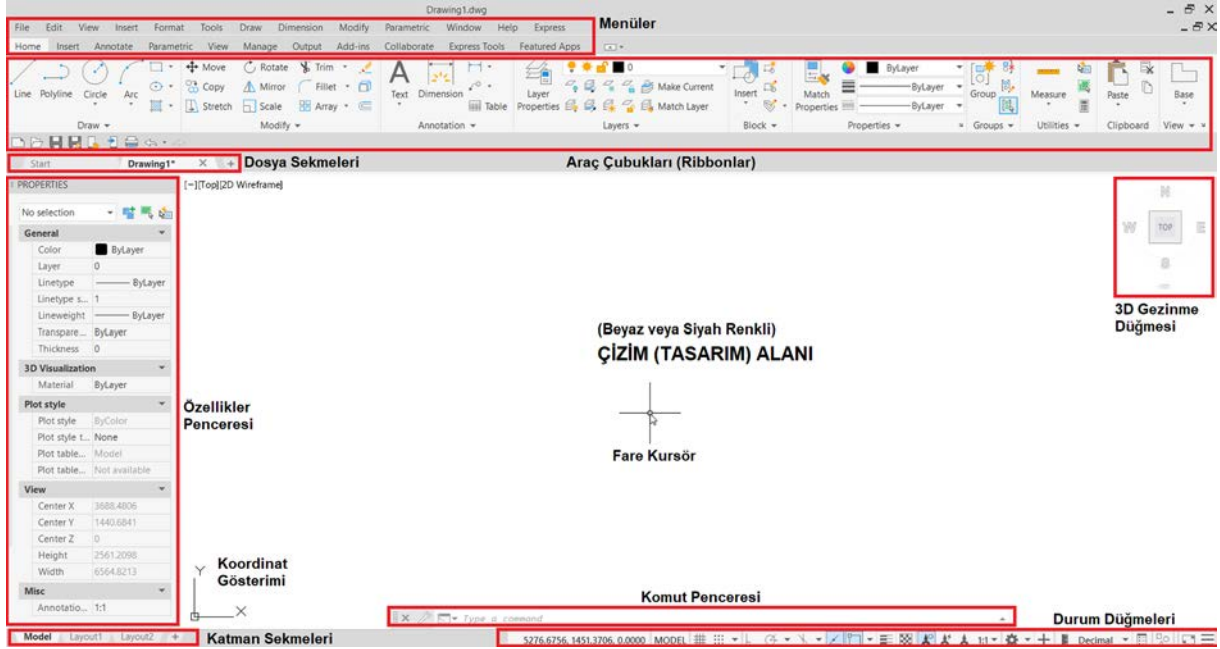 Drawing1.dwg
File Edit View Insert Format Tools Draw Dimension Modify Parametric Window Help Express
Menüler
Home Insert Annotate Parametric View Manage Output Add-ins Collaborate Express Tools Featured Apps
Move Rotate Trim 0 ByLayer
Line Polyline Circle Arc Copy Mirror Fillet Text Dimension Layer Properties Make Current Insert Match Properties ByLayer Group Measure Paste Base
Stretch Scale Array Table Match Layer ByLayer
Draw Modify Annotation Layers Block Properties Groups Utilities Clipboard View
Start Drawing1* Dosya Sekmeleri Araç Çubukları (Ribbonlar)
PROPERTIES
[−][Top][2D Wireframe]
No selection
General
Color ByLayer
Layer 0
Linetype ByLayer
Linetype s... 1
Lineweight ByLayer
Transpare... ByLayer
Thickness 0
3D Visualization
Material ByLayer
Plot style
Plot style ByColor
Plot style t... None
Plot table... Model
Plot table... Not available
View
Center X 3688.4806
Center Y 1440.6841
Center Z 0
Height 2561.2098
Width 6564.8213
Misc
Annotatio... 1:1
Özellikler
Penceresi
N
W TOP E
S
3D Gezinme
Düğmesi
(Beyaz veya Siyah Renkli)
ÇİZİM (TASARIM) ALANI
Fare Kursör
Y
X
Koordinat
Gösterimi
Komut Penceresi
Type a command
Durum Düğmeleri
Model Layout1 Layout2 + Katman Sekmeleri
5276.6756, 1451.3706, 0.0000 MODEL 1:1 Decimal